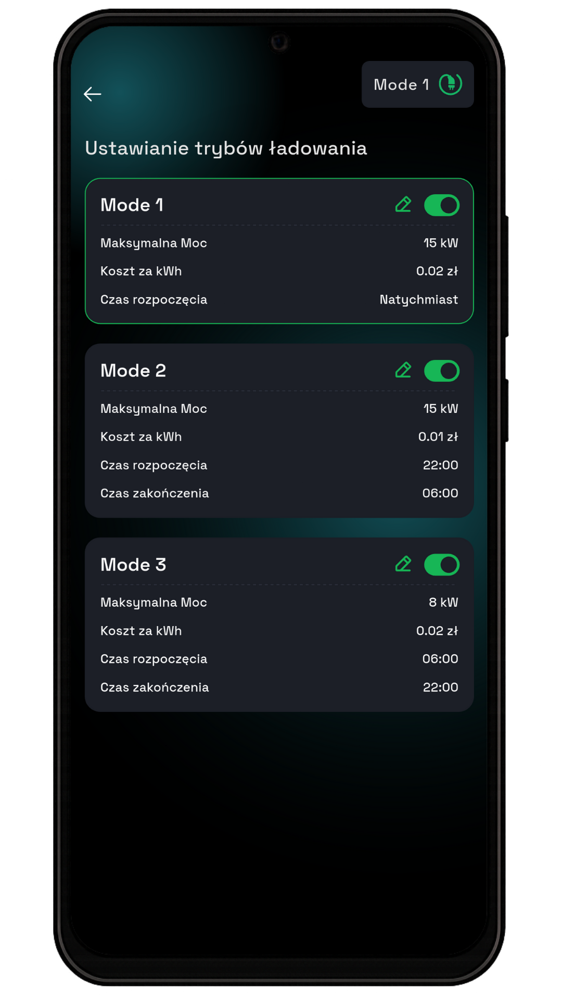 Mode 1
Ustawianie trybów ładowania
Mode 1
Maksymalna Moc 15 kW
Koszt za kWh 0.02 zł
Czas rozpoczęcia Natychmiast
Mode 2
Maksymalna Moc 15 kW
Koszt za kWh 0.01 zł
Czas rozpoczęcia 22:00
Czas zakończenia 06:00
Mode 3
Maksymalna Moc 8 kW
Koszt za kWh 0.02 zł
Czas rozpoczęcia 06:00
Czas zakończenia 22:00